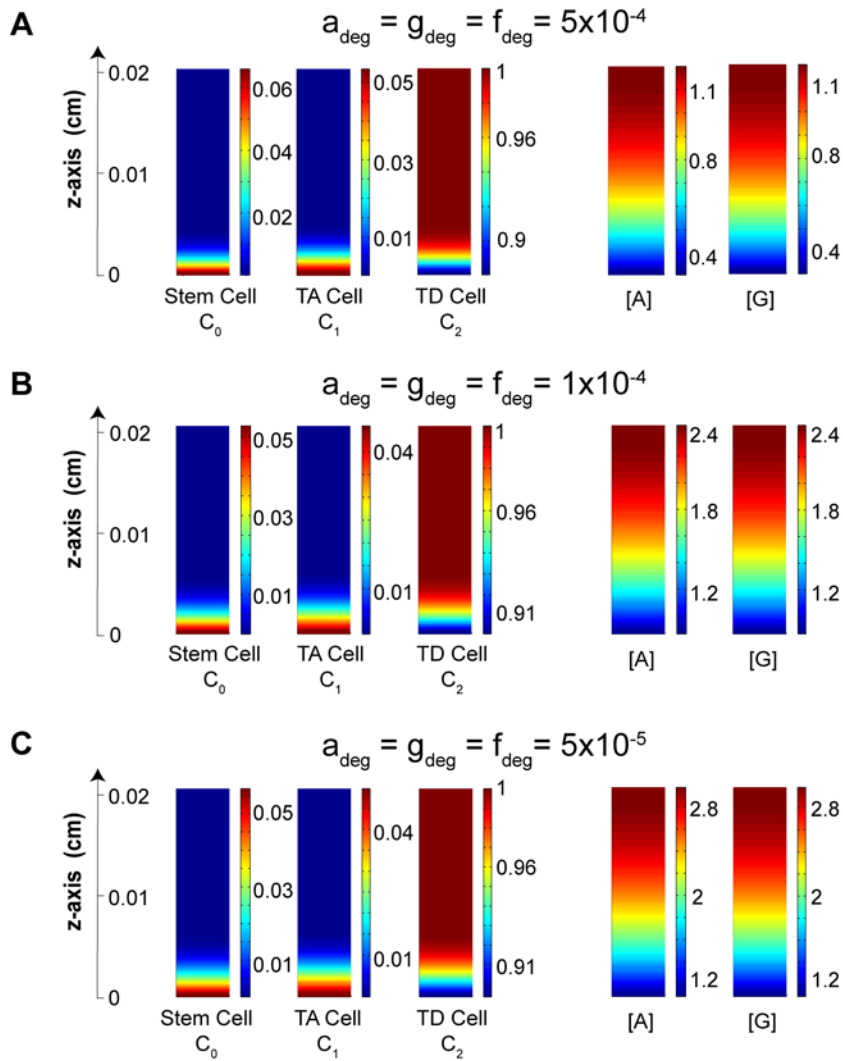 A
a_deg = g_deg = f_deg = 5x10^-4
z-axis (cm)
0.02
0.01
0
0.06
0.04
0.02
0.05
0.03
0.01
1
0.96
0.9
1.1
0.8
0.4
1.1
0.8
0.4
Stem Cell
C_0
TA Cell
C_1
TD Cell
C_2
[A]
[G]
B
a_deg = g_deg = f_deg = 1x10^-4
z-axis (cm)
0.02
0.01
0
0.05
0.03
0.01
0.04
0.01
1
0.96
0.91
2.4
1.8
1.2
2.4
1.8
1.2
Stem Cell
C_0
TA Cell
C_1
TD Cell
C_2
[A]
[G]
C
a_deg = g_deg = f_deg = 5x10^-5
z-axis (cm)
0.02
0.01
0
0.05
0.03
0.01
0.04
0.01
1
0.96
0.91
2.8
2
1.2
2.8
2
1.2
Stem Cell
C_0
TA Cell
C_1
TD Cell
C_2
[A]
[G]